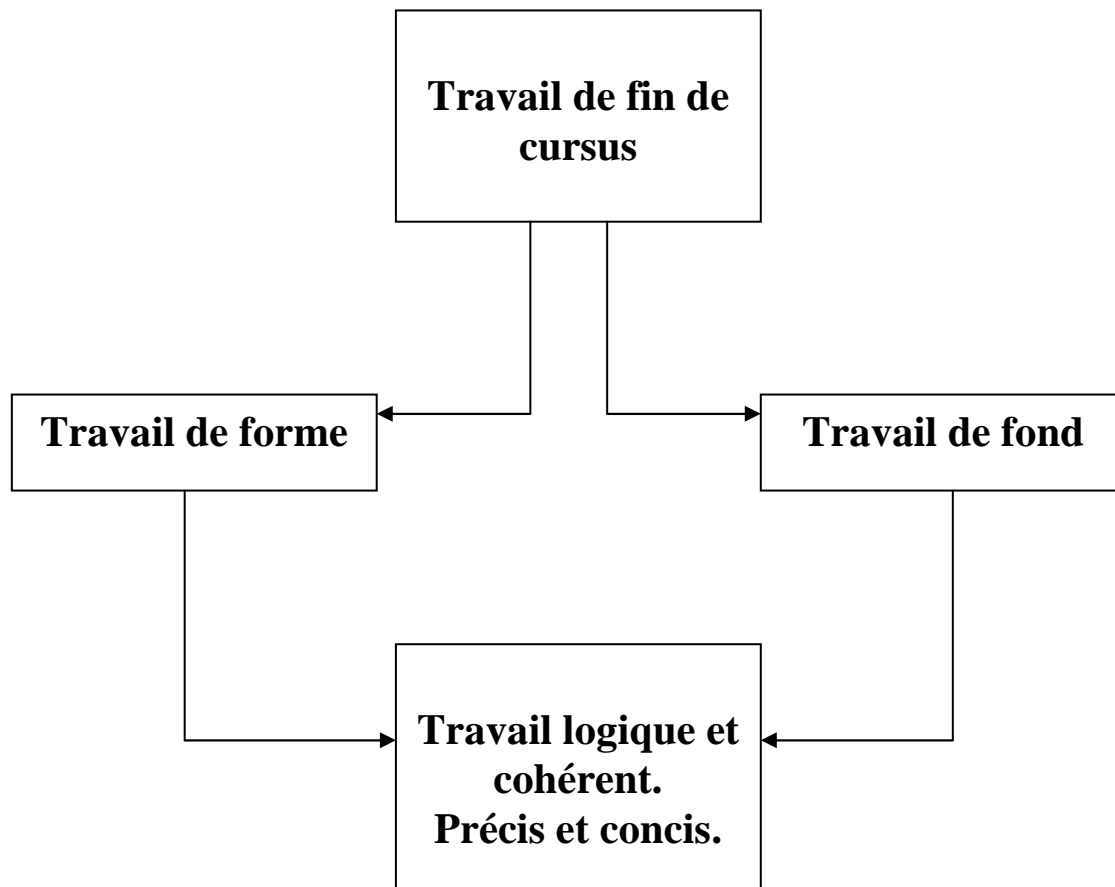 Travail de fin de
cursus
Travail de forme
Travail de fond
Travail logique et
cohérent.
Précis et concis.